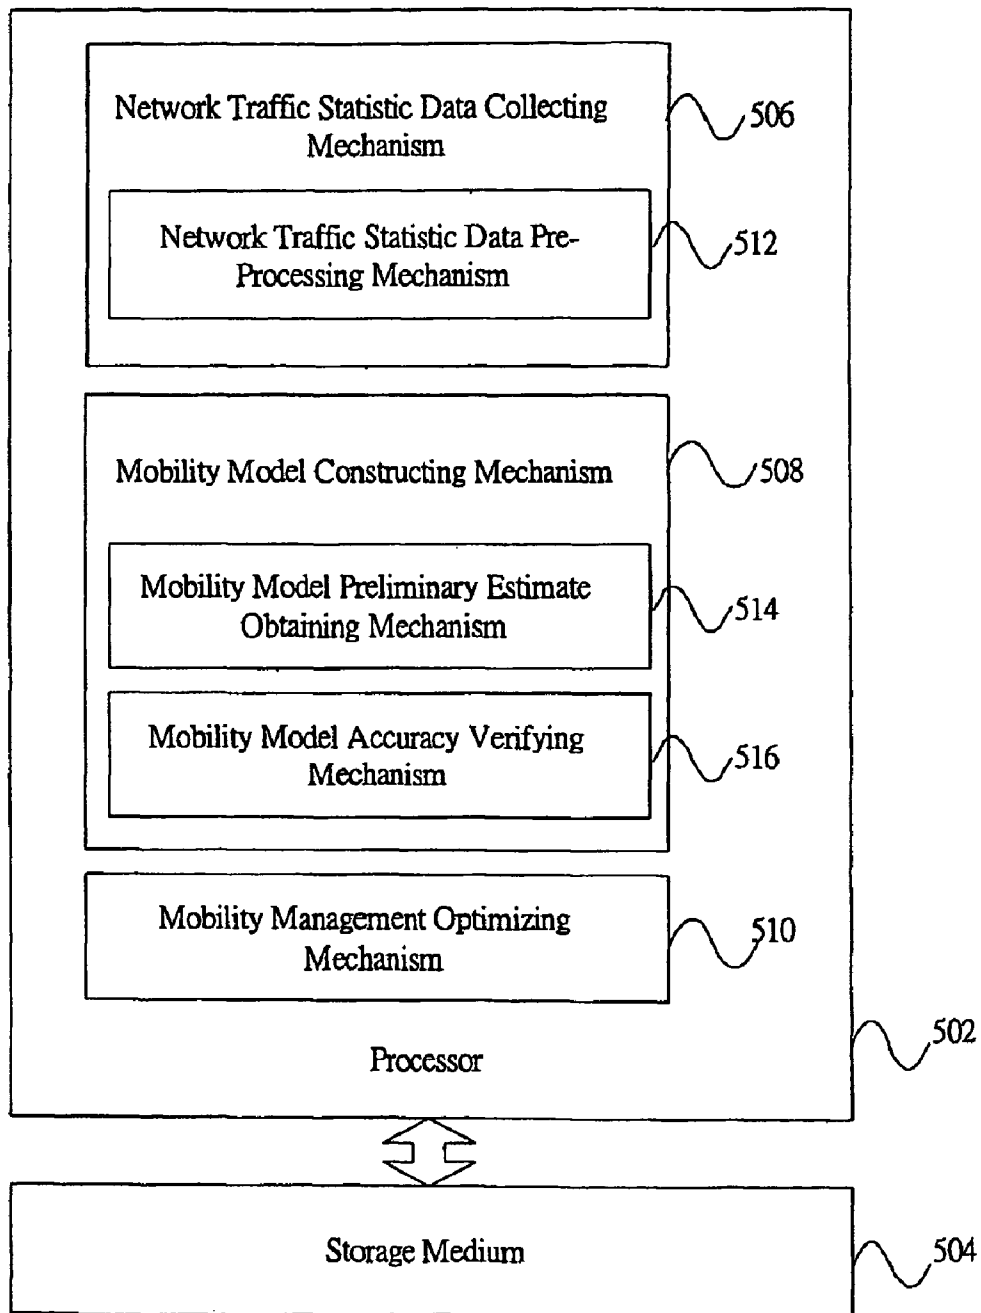 Network Traffic Statistic Data Collecting
Mechanism
506
Network Traffic Statistic Data Pre-
Processing Mechanism
512
Mobility Model Constructing Mechanism
508
Mobility Model Preliminary Estimate
Obtaining Mechanism
514
Mobility Model Accuracy Verifying
Mechanism
516
Mobility Management Optimizing
Mechanism
510
Processor
502
Storage Medium
504